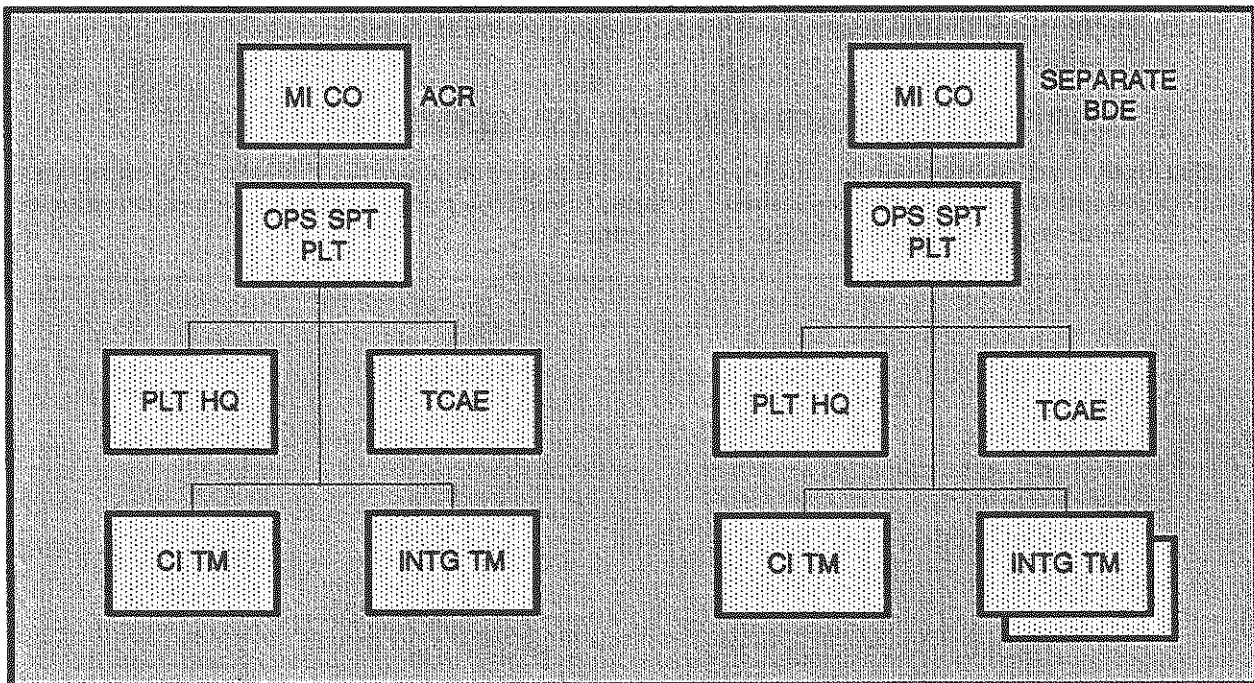 MI CO
ACR
OPS SPT
PLT
PLT HQ
TCAE
CI TM
INTG TM
MI CO
SEPARATE
BDE
OPS SPT
PLT
PLT HQ
TCAE
CI TM
INTG TM